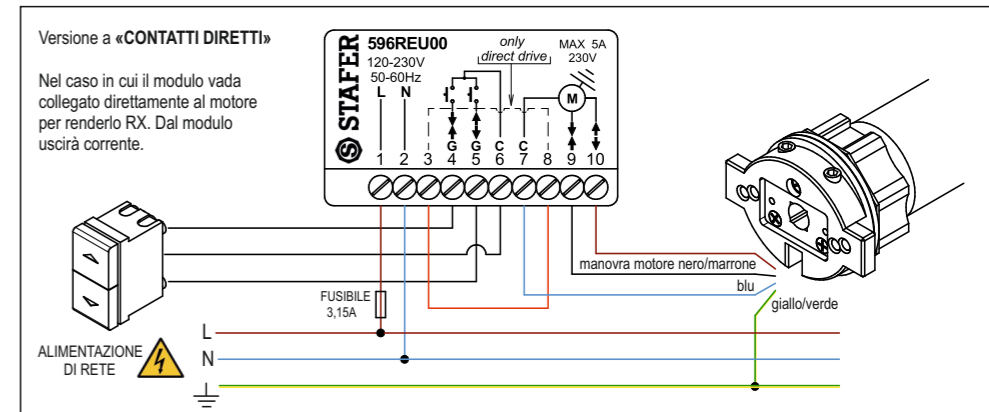 Versione a «CONTATTI DIRETTI»
Nel caso in cui il modulo vada
collegato direttamente al motore
per renderlo RX. Dal modulo
uscirà corrente.
STAFER
596REU00
120-230V
50-60Hz
L N
only
direct drive
MAX 5A
230V
M
G G C C
1 2 3 4 5 6 7 8 9 10
manovra motore nero/marrone
blu
giallo/verde
FUSIBILE
3,15A
ALIMENTAZIONE
DI RETE
L
N